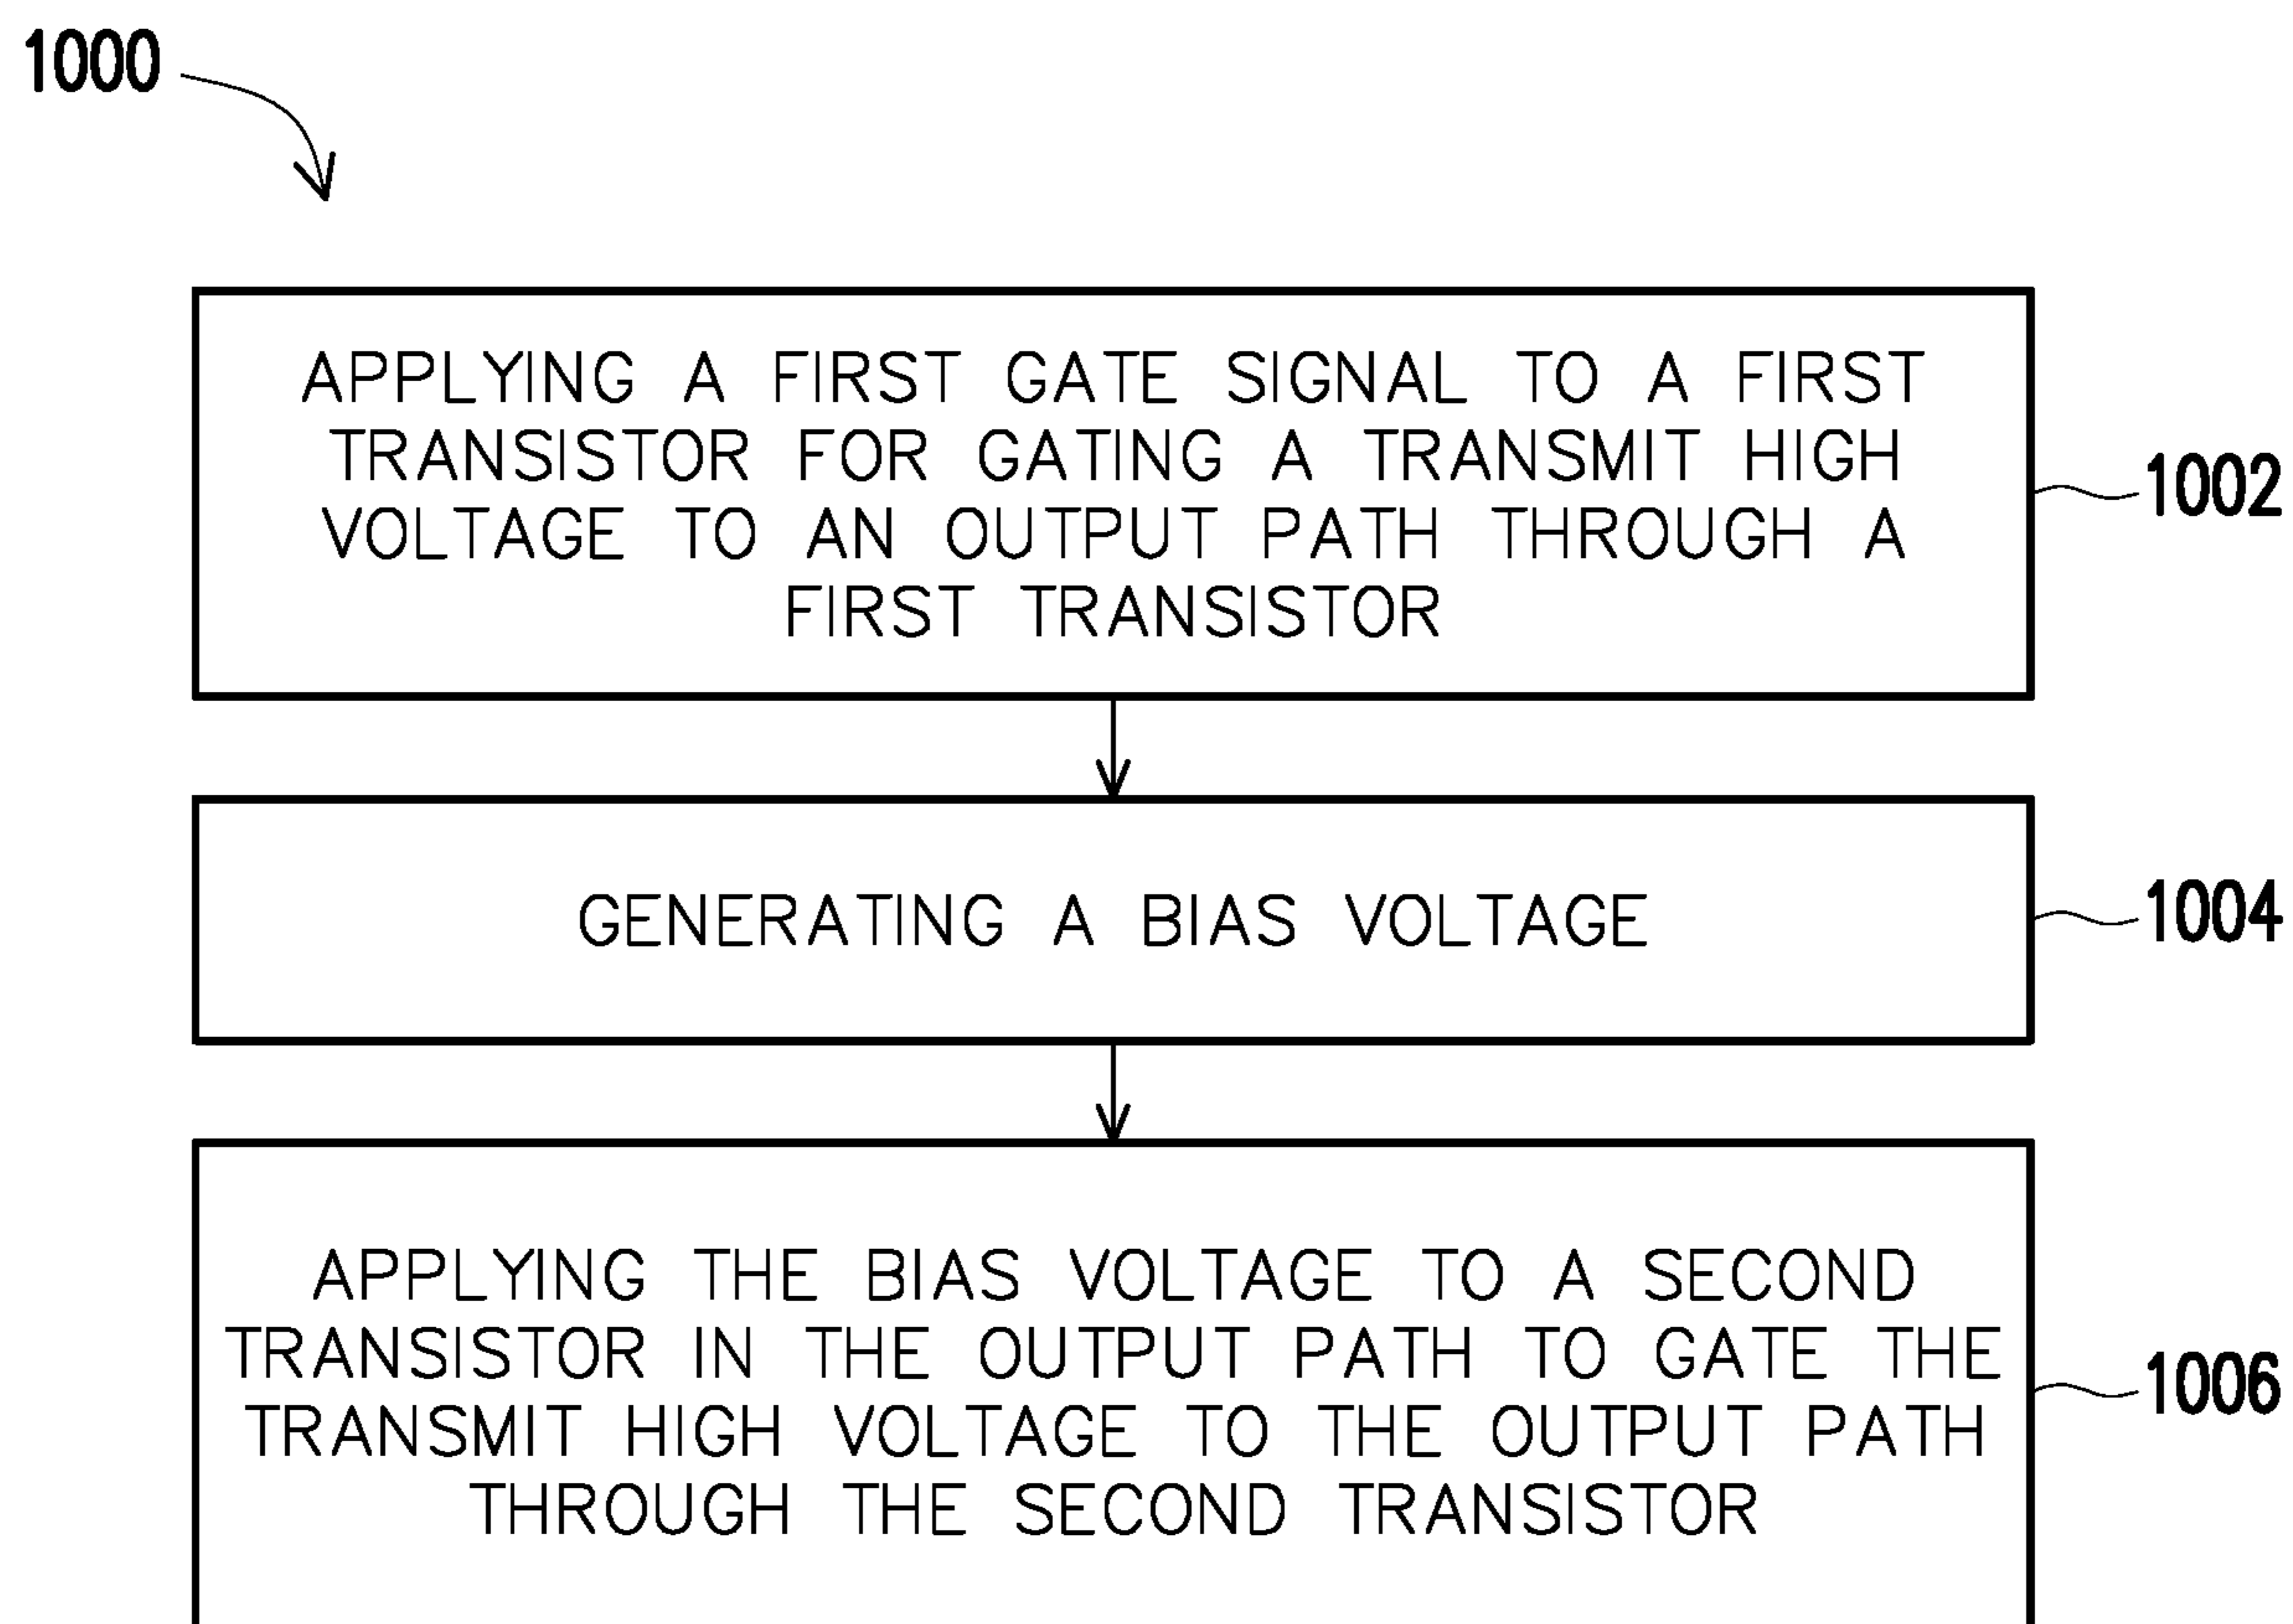 1000
APPLYING A FIRST GATE SIGNAL TO A FIRST
TRANSISTOR FOR GATING A TRANSMIT HIGH
VOLTAGE TO AN OUTPUT PATH THROUGH A
FIRST TRANSISTOR
1002
GENERATING A BIAS VOLTAGE
1004
APPLYING THE BIAS VOLTAGE TO A SECOND
TRANSISTOR IN THE OUTPUT PATH TO GATE THE
TRANSMIT HIGH VOLTAGE TO THE OUTPUT PATH
THROUGH THE SECOND TRANSISTOR
1006